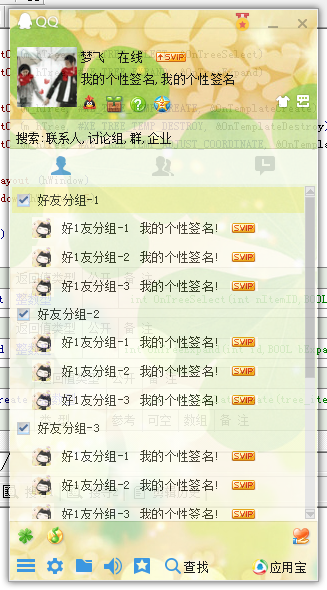 QQ
梦飞 在线 SVIP
我的个性签名,我的个性签名
搜索:联系人,讨论组,群,企业
好友分组-1
好1友分组-1 我的个性签名! SVIP
好1友分组-2 我的个性签名! SVIP
好1友分组-3 我的个性签名! SVIP
好友分组-2
好1友分组-1 我的个性签名! SVIP
好1友分组-2 我的个性签名! SVIP
好1友分组-3 我的个性签名! SVIP
好友分组-3
好1友分组-1 我的个性签名! SVIP
好1友分组-2 我的个性签名! SVIP
好1友分组-3 我的个性签名! SVIP
查找 应用宝